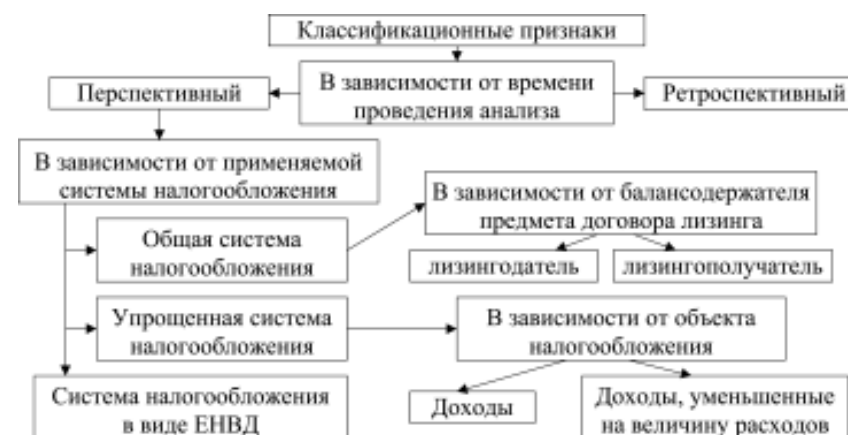 Классификационные признаки
Перспективный
В зависимости от времени
проведения анализа
Ретроспективный
В зависимости от применяемой
системы налогообложения
В зависимости от балансодержателя
предмета договора лизинга
Общая система
налогообложения
лизингодатель
лизингополучатель
Упрощенная система
налогообложения
В зависимости от объекта
налогообложения
Система налогообложения
в виде ЕНВД
Доходы
Доходы, уменьшенные
на величину расходов